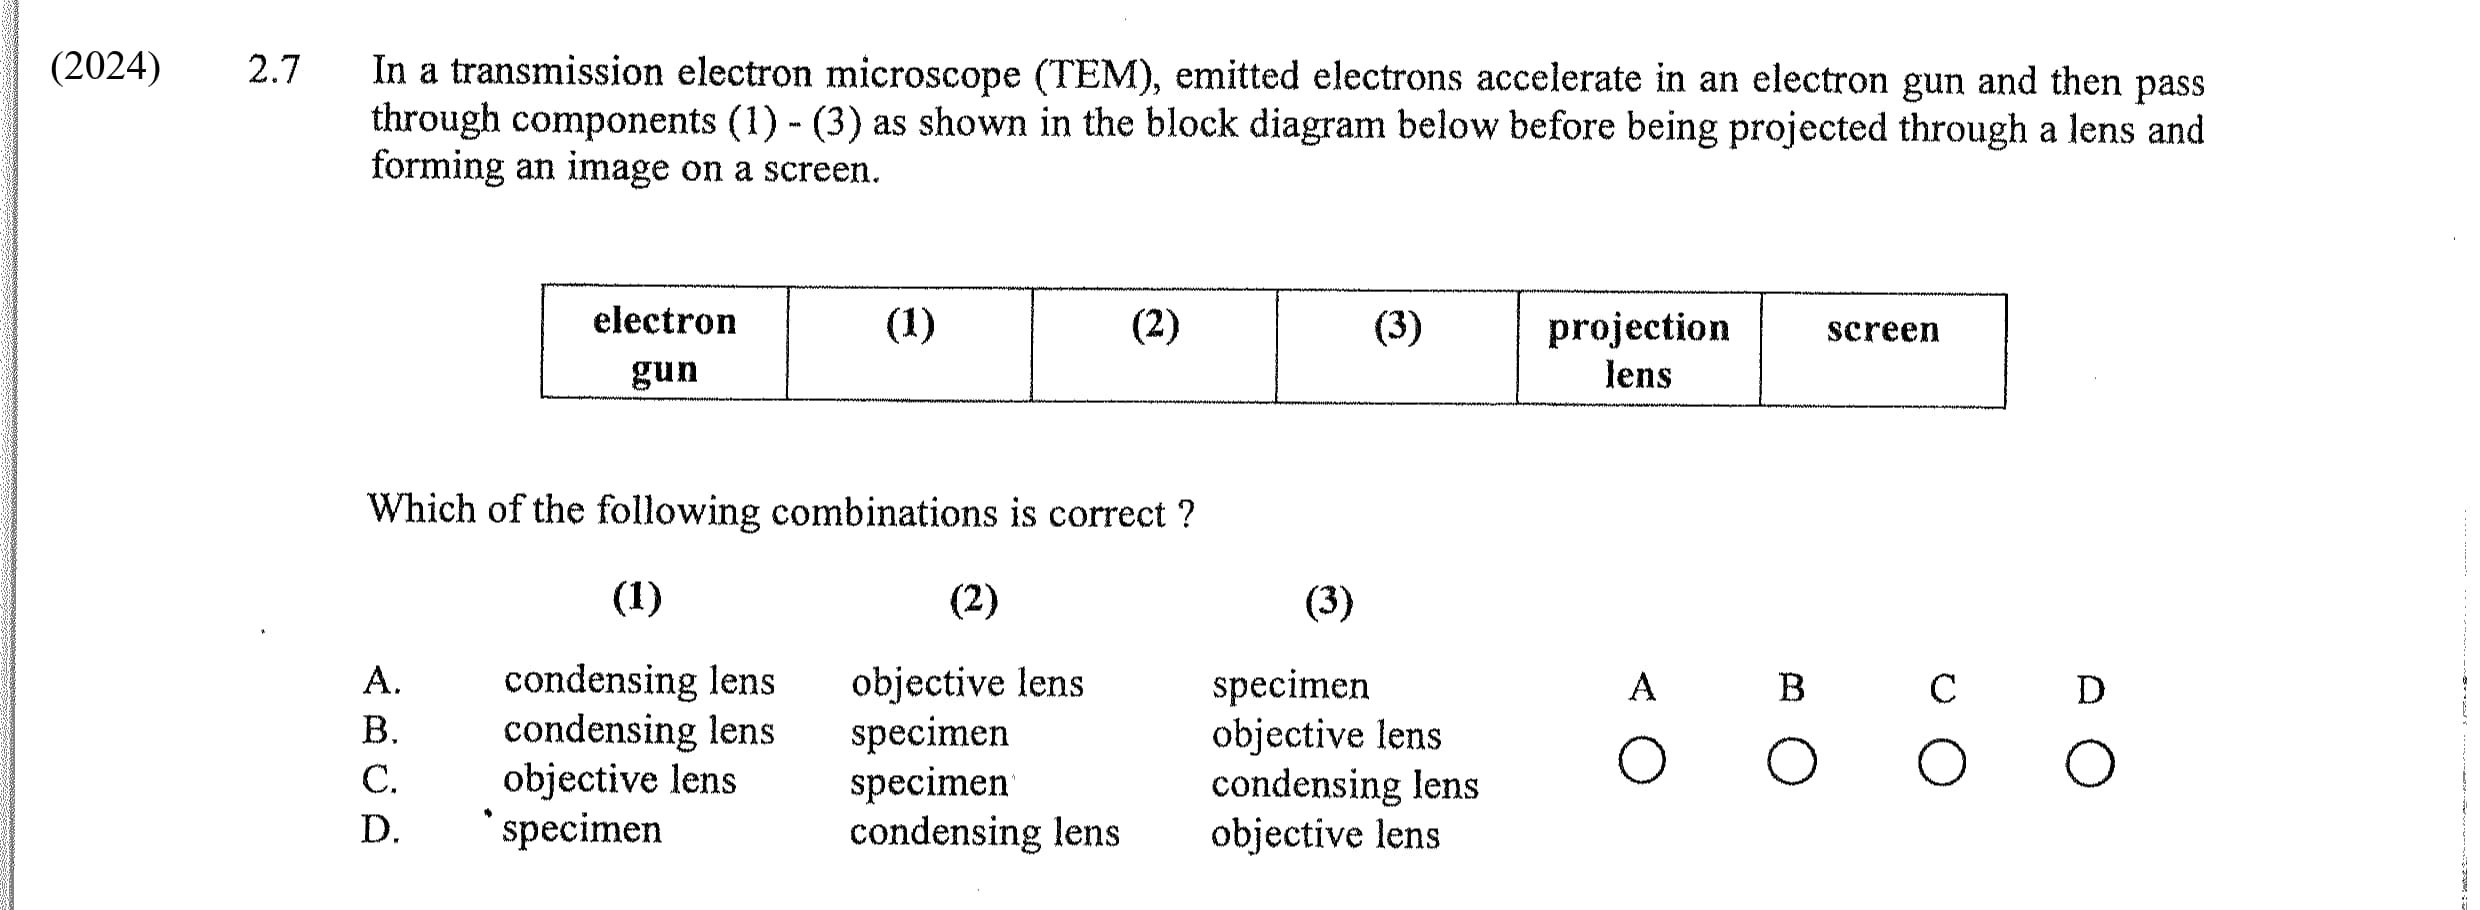 (2024) 2.7 In a transmission electron microscope (TEM), emitted electrons accelerate in an electron gun and then pass
through components (1) - (3) as shown in the block diagram below before being projected through a lens and
forming an image on a screen.
electron gun (1) (2) (3) projection lens screen
Which of the following combinations is correct ?
(1) (2) (3)
A. condensing lens objective lens specimen A B C D
B. condensing lens specimen objective lens
C. objective lens specimen condensing lens
D. specimen condensing lens objective lens